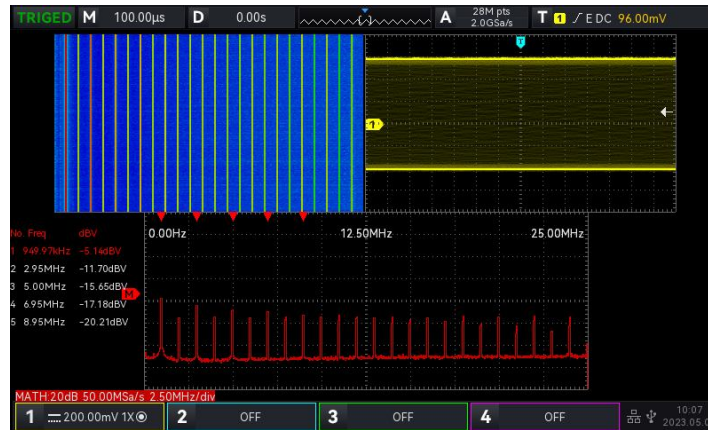 TRIGED M 100.00µs D 0.00s A 28M pts 2.0GSa/s T 1 E DC 96.00mV
T
1
0.00Hz 12.50MHz 25.00MHz
No. Freq dBV
1 949.97kHz -5.14dBV
2 2.95MHz -11.70dBV
3 5.00MHz -15.65dBV
M
4 6.95MHz -17.18dBV
5 8.95MHz -20.21dBV
MATH:20dB 50.00MSa/s 2.50MHz/div
1 200.00mV 1X 2 OFF 3 OFF 4 OFF
10:07
2023.05.0